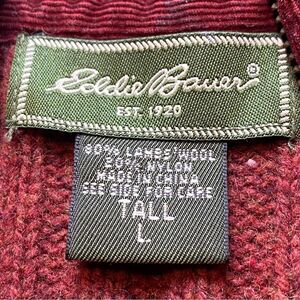 Eddie Bauer®
EST. 1920
80% LAMBS WOOL
20% NYLON
MADE IN CHINA
SEE SIDE FOR CARE
TALL
L